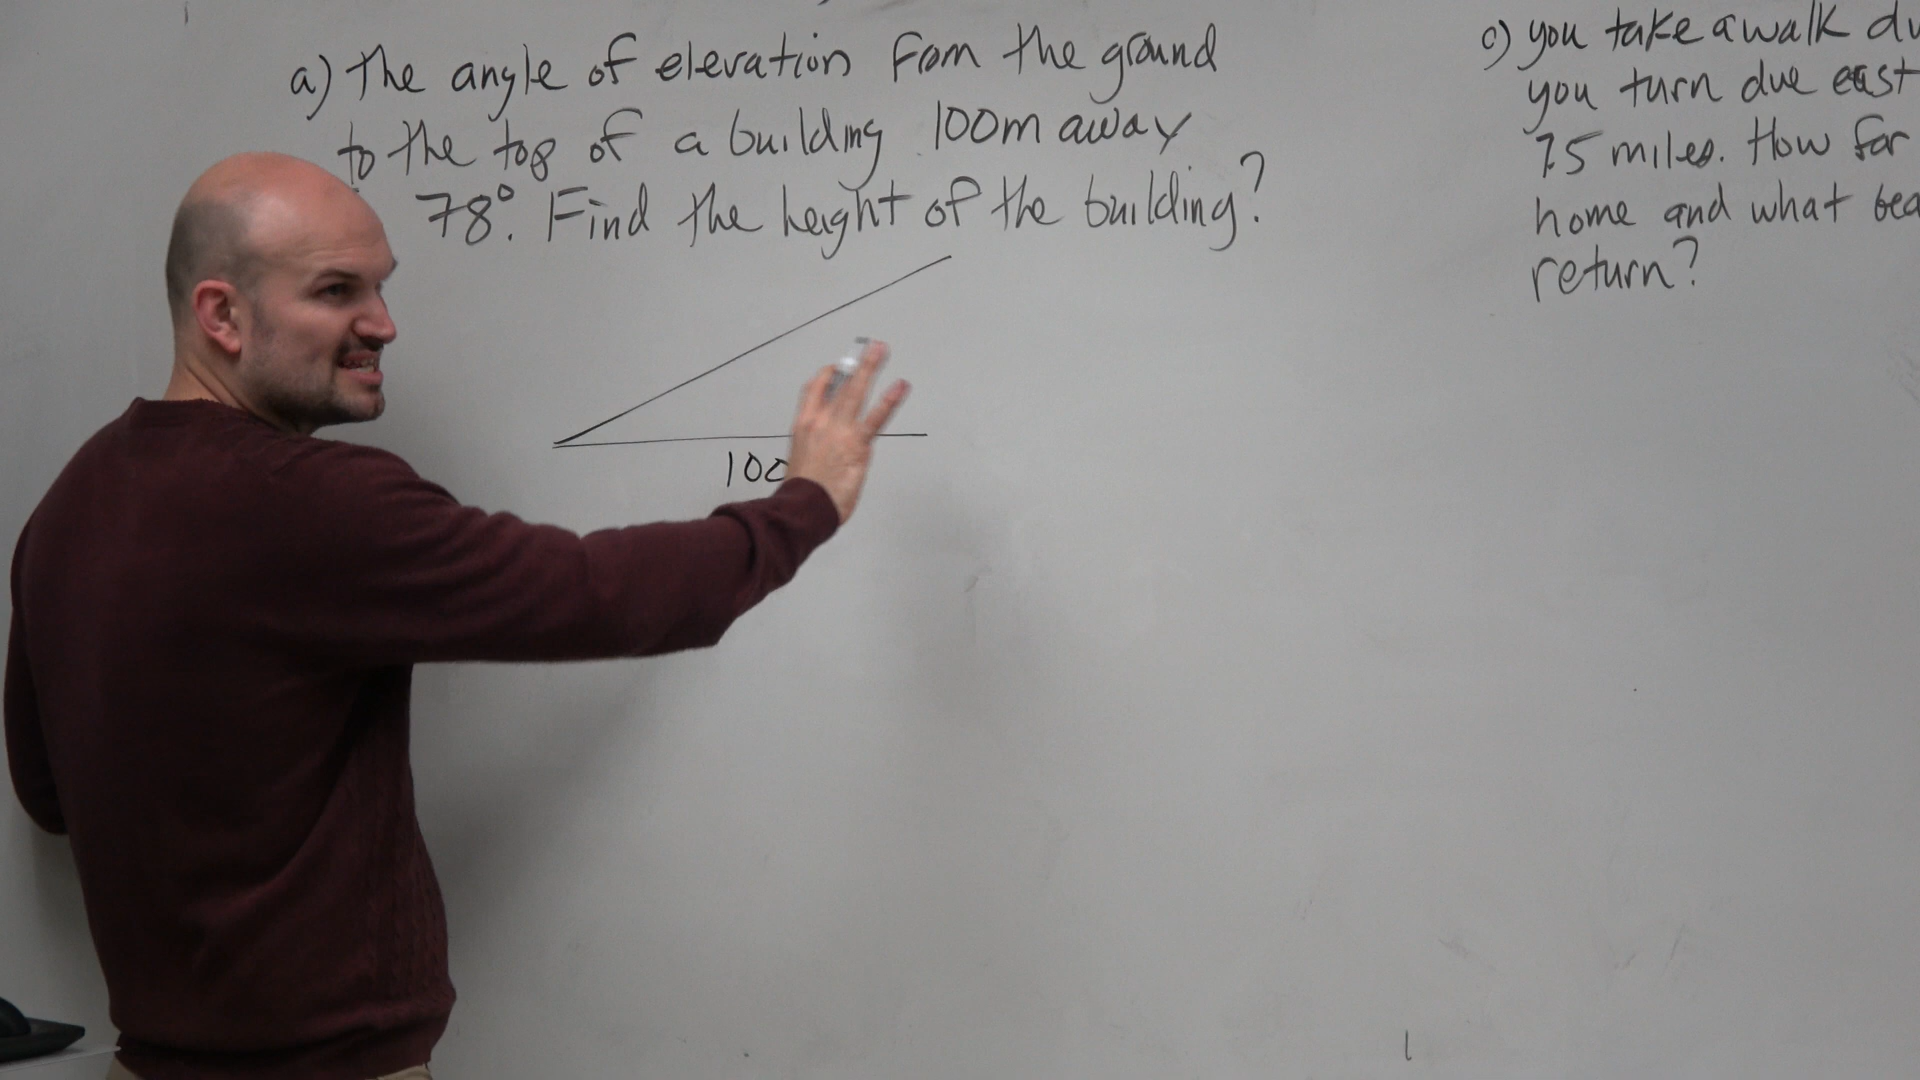 a) The angle of elevation from the ground
to the top of a building 100m away
78°. Find the height of the building?
100
c) you take a walk
you turn due east
7.5 miles. How far
home and what
return?